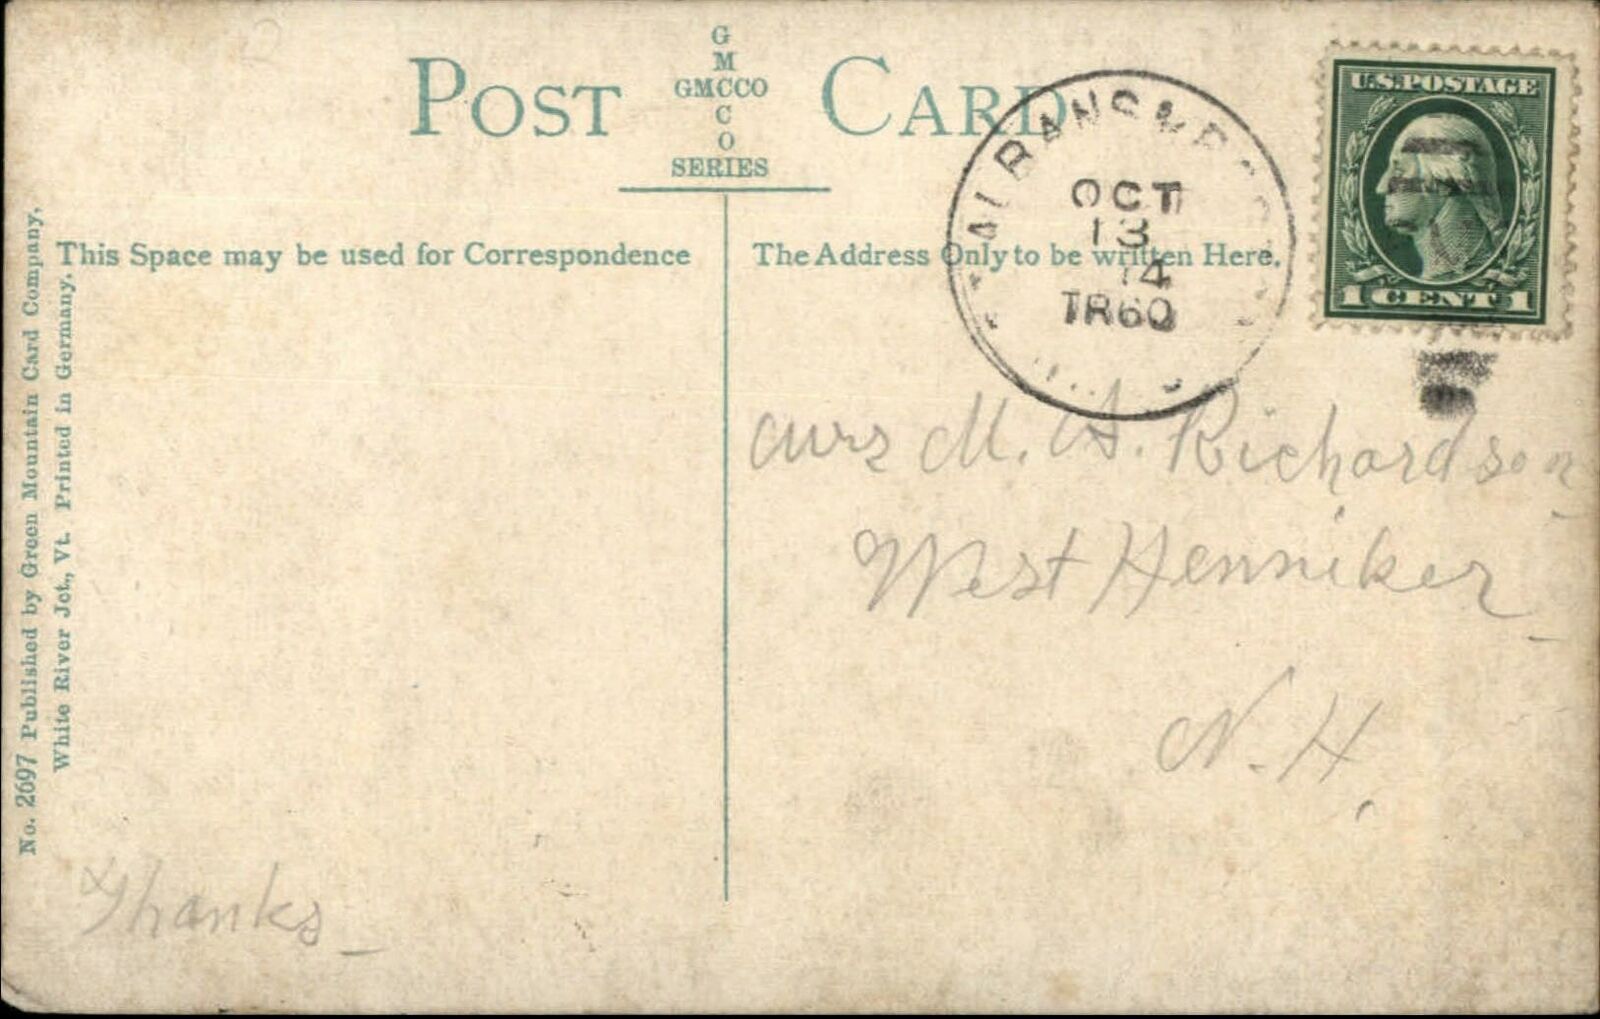 POST CARD
G
M
GMCCO
C
O
SERIES
This Space may be used for Correspondence
The Address Only to be written Here.
No. 2697 Published by Green Mountain Card Company,
White River Jct., Vt. Printed in Germany.
OCT
13
14
TR60
U.S. POSTAGE
1 CENT 1
Mrs M. A. Richardson
West Henniker
N.H.
Thanks